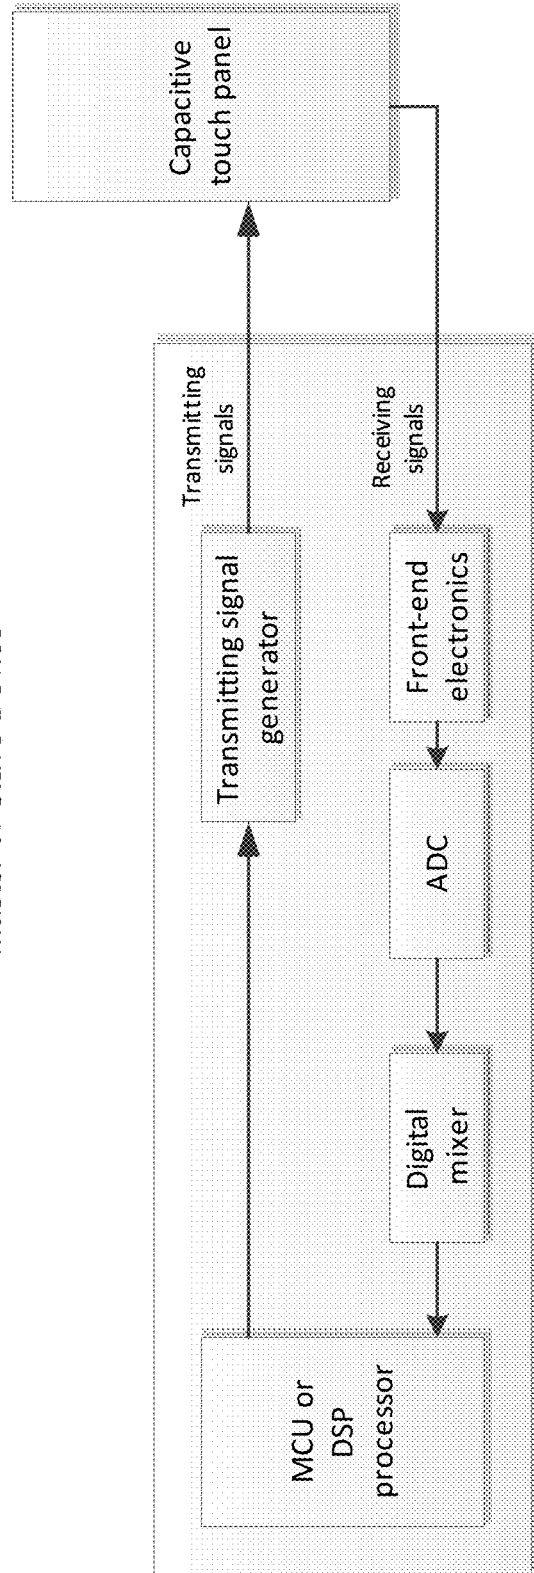 Capacitive
touch panel
Transmitting
signals
Receiving
signals
Transmitting signal
generator
Front-end
electronics
ADC
Digital
mixer
MCU or
DSP
processor